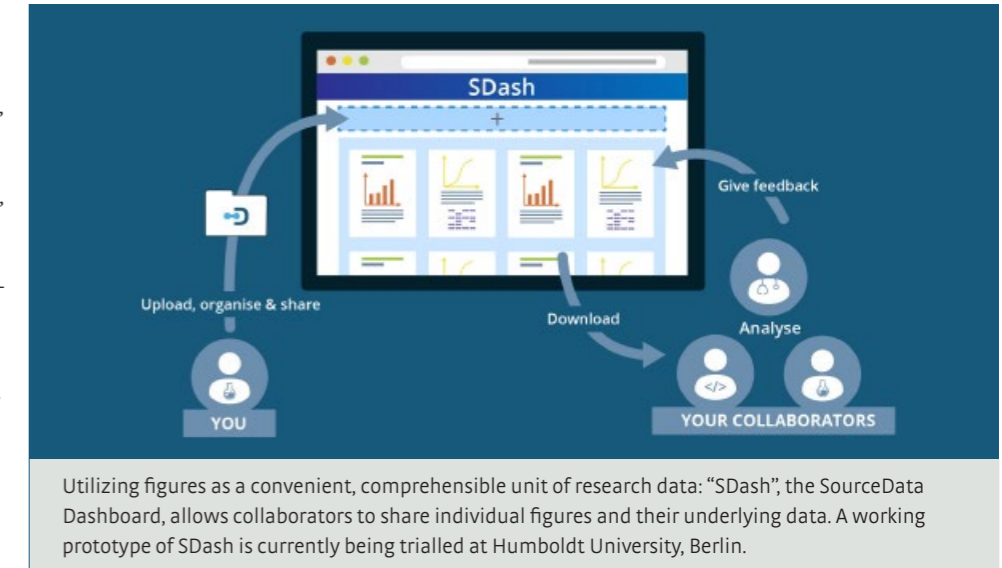 SDash
+
Give feedback
Upload, organise & share
Download
Analyse
</>
YOU
YOUR COLLABORATORS
Utilizing figures as a convenient, comprehensible unit of research data: “SDash”, the SourceData
Dashboard, allows collaborators to share individual figures and their underlying data. A working
prototype of SDash is currently being trialled at Humboldt University, Berlin.